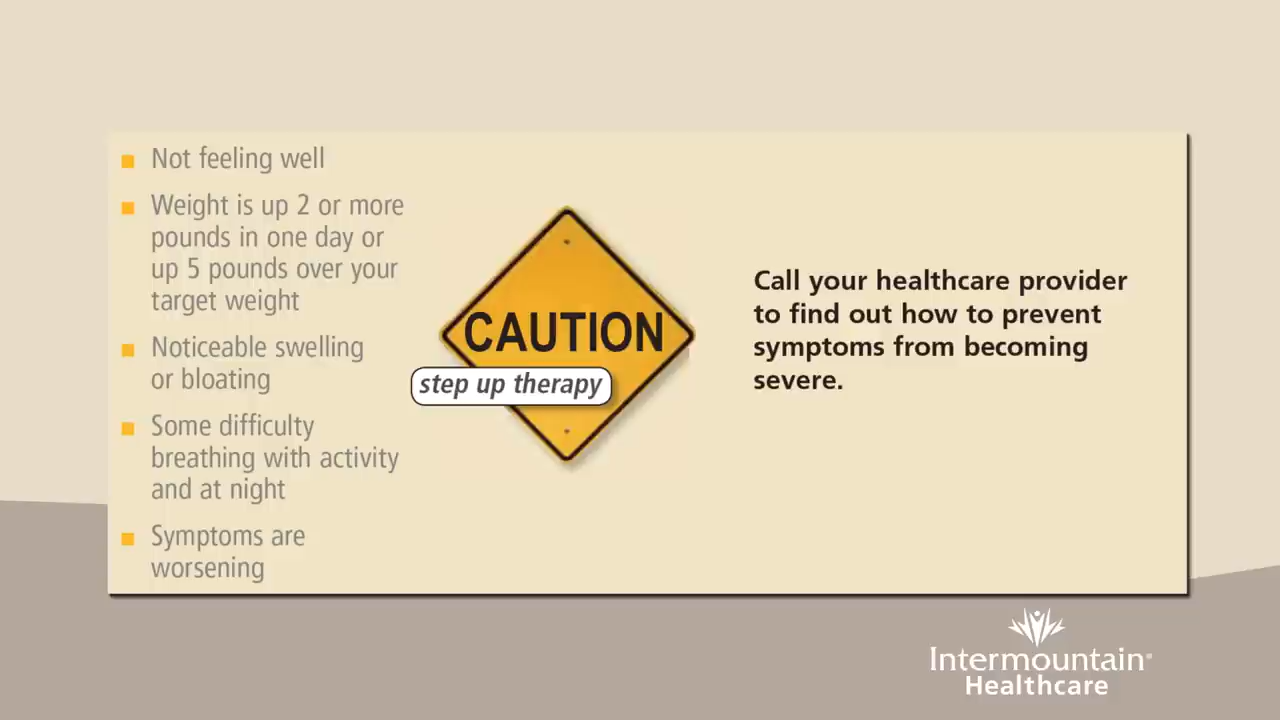 Not feeling well
Weight is up 2 or more
pounds in one day or
up 5 pounds over your
target weight
Noticeable swelling
or bloating
Some difficulty
breathing with activity
and at night
Symptoms are
worsening
CAUTION
step up therapy
Call your healthcare provider
to find out how to prevent
symptoms from becoming
severe.
Intermountain®
Healthcare